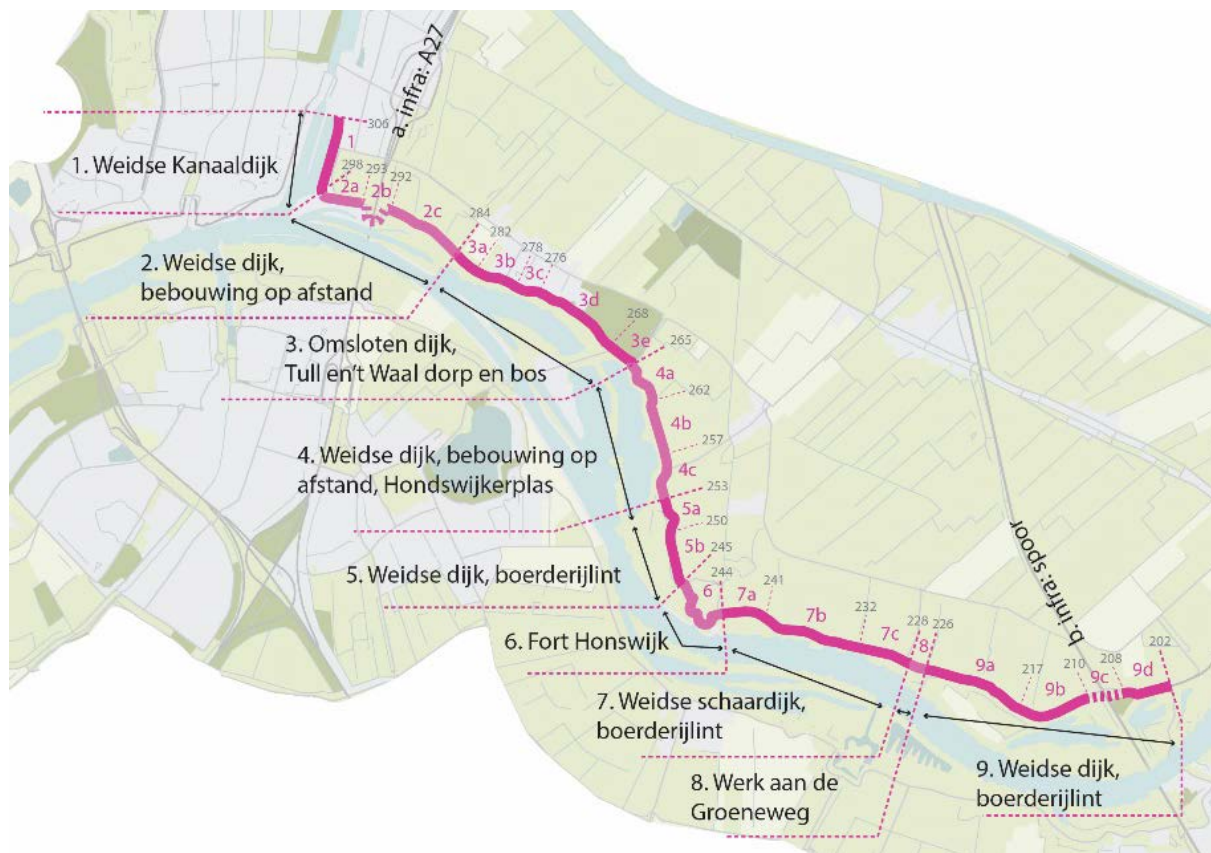 a. infra: A27
306
1
1. Weidse Kanaaldijk
298
293
292
2a
2b
2c
284
282
278
276
3a
3b
3c
3d
2. Weidse dijk,
bebouwing op afstand
268
265
3e
3. Omsloten dijk,
Tull en't Waal dorp en bos
4a
262
4b
257
4. Weidse dijk, bebouwing op
afstand, Hondswijkerplas
4c
253
5a
250
5b
245
5. Weidse dijk, boerderijlint
244
6
7a
241
7b
232
7c
228
226
8
6. Fort Honswijk
9a
217
9b
210
9c
208
9d
202
b. infra: spoor
7. Weidse schaardijk,
boerderijlint
8. Werk aan de
Groeneweg
9. Weidse dijk,
boerderijlint